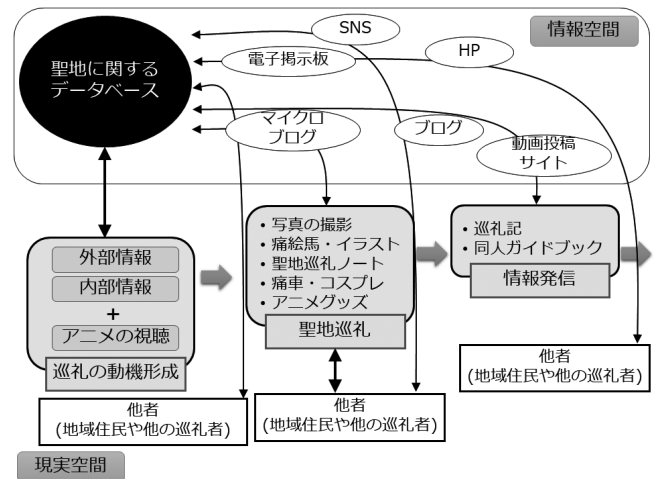 SNS
情報空間
HP
電子掲示板
聖地に関する
データベース
マイクロ
ブログ
ブログ
動画投稿
サイト
外部情報
内部情報
+
アニメの視聴
巡礼の動機形成
• 写真の撮影
• 痛絵馬・イラスト
• 聖地巡礼ノート
• 痛車・コスプレ
• アニメグッズ
聖地巡礼
• 巡礼記
• 同人ガイドブック
情報発信
他者
(地域住民や他の巡礼者)
他者
(地域住民や他の巡礼者)
他者
(地域住民や他の巡礼者)
現実空間